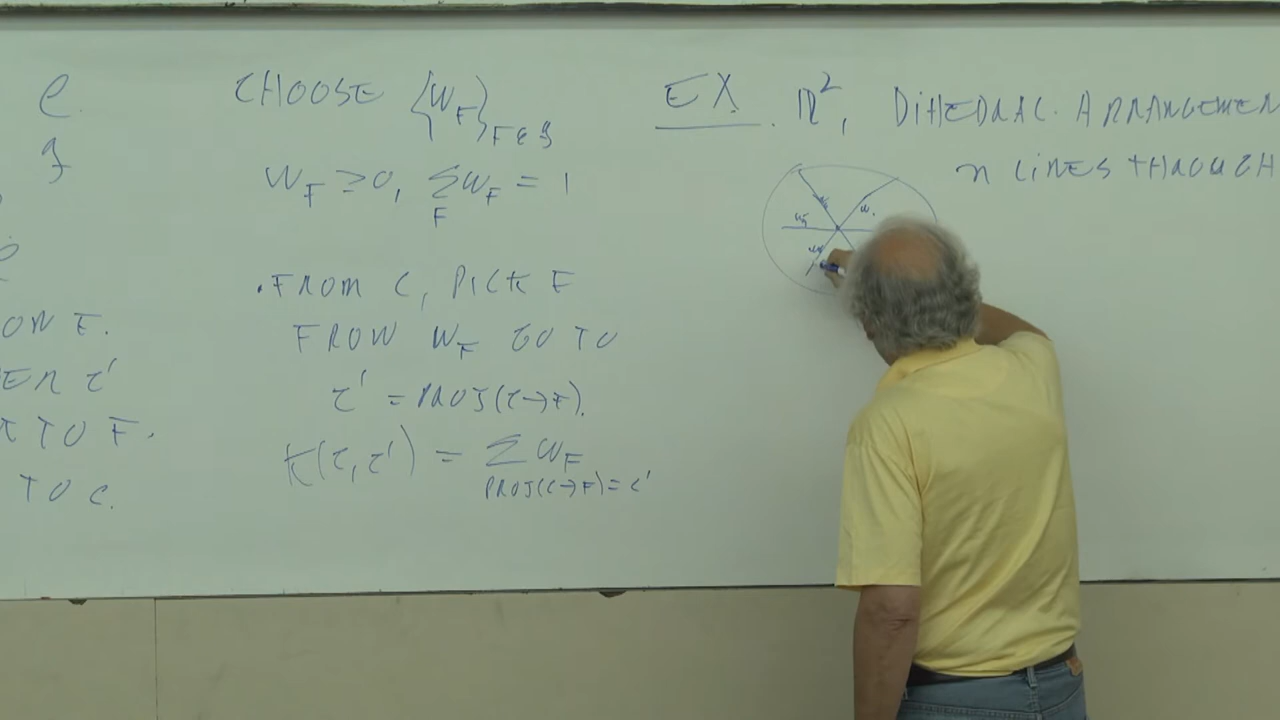 C
F
ON F.
EN C'
T TO F.
TO C.
CHOOSE {W_F}_{F ∈ F}
W_F ≥ 0, Σ_F W_F = 1
. FROM C, PICK F
FROM W_F GO TO
C' = PROJ(C→F).
K(C, C') = Σ W_F
PROJ(C→F) = C'
EX. R², DIHEDRAL. ARRANGEMEN
n LINES THROUGH